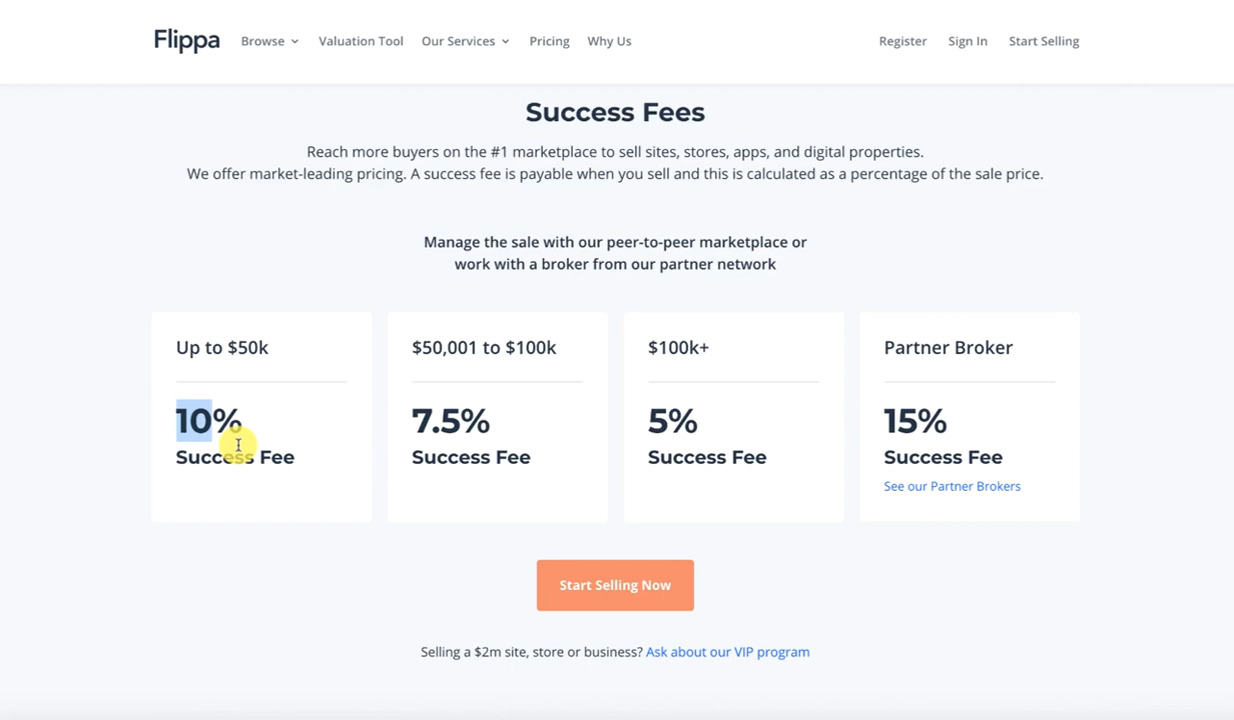 Flippa Browse Valuation Tool Our Services Pricing Why Us Register Sign In Start Selling
Success Fees
Reach more buyers on the #1 marketplace to sell sites, stores, apps, and digital properties.
We offer market-leading pricing. A success fee is payable when you sell and this is calculated as a percentage of the sale price.
Manage the sale with our peer-to-peer marketplace or
work with a broker from our partner network
Up to $50k
10%
Success Fee
$50,001 to $100k
7.5%
Success Fee
$100k+
5%
Success Fee
Partner Broker
15%
Success Fee
See our Partner Brokers
Start Selling Now
Selling a $2m site, store or business? Ask about our VIP program